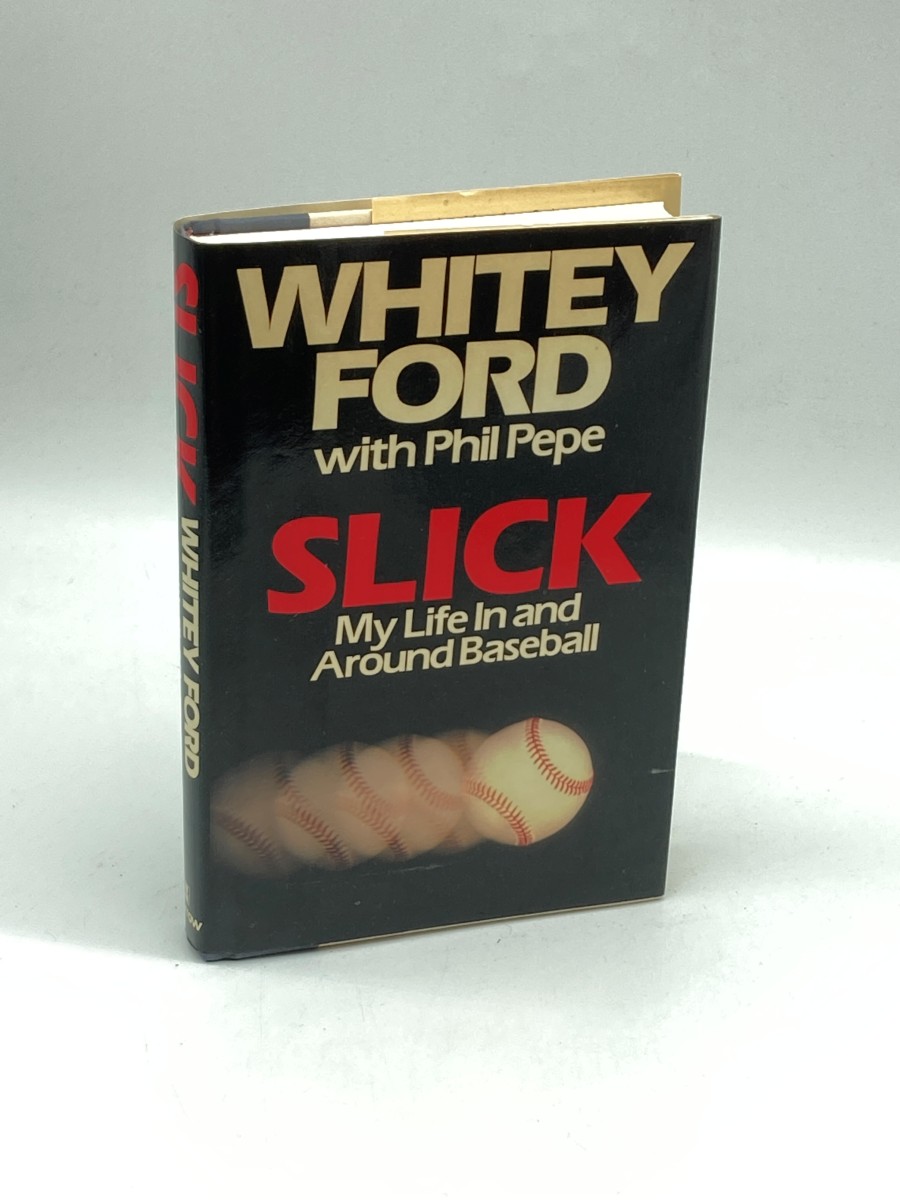 WHITEY
FORD
with Phil Pepe
SLICK
My Life In and
Around Baseball
SLICK WHITEY FORD